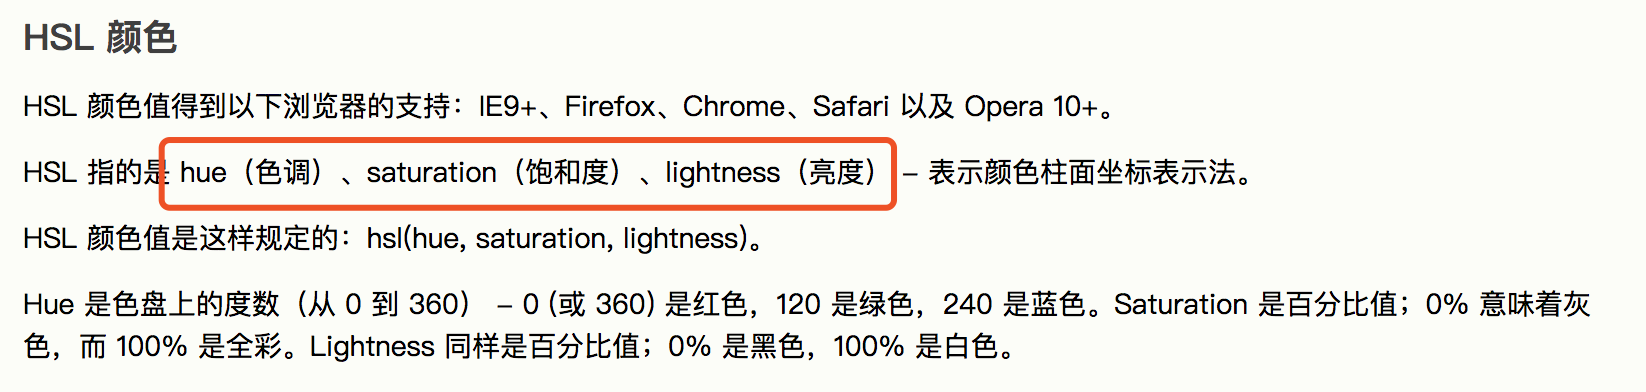 HSL 颜色
HSL 颜色值得到以下浏览器的支持：IE9+、Firefox、Chrome、Safari 以及 Opera 10+。
HSL 指的是 hue（色调）、saturation（饱和度）、lightness（亮度） – 表示颜色柱面坐标表示法。
HSL 颜色值是这样规定的：hsl(hue, saturation, lightness)。
Hue 是色盘上的度数（从 0 到 360） – 0 (或 360) 是红色，120 是绿色，240 是蓝色。Saturation 是百分比值；0% 意味着灰
色，而 100% 是全彩。Lightness 同样是百分比值；0% 是黑色，100% 是白色。